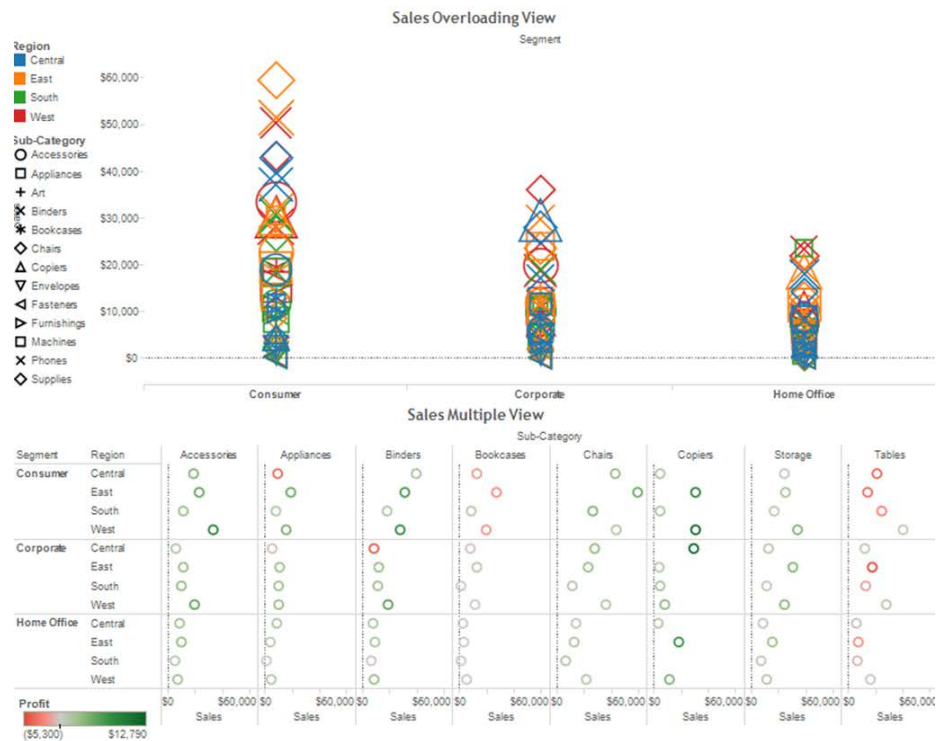 Sales Overloading View
Segment
Region
Central
East
South
West
Sub-Category
Accessories
Appliances
Art
Binders
Bookcases
Chairs
Copiers
Envelopes
Fasteners
Furnishings
Machines
Phones
Supplies
$60,000
$50,000
$40,000
$30,000
$20,000
$10,000
$0
Consumer Corporate Home Office
Sales Multiple View
Sub-Category
Segment Region Accessories Appliances Binders Bookcases Chairs Copiers Storage Tables
Consumer Central
East
South
West
Corporate Central
East
South
West
Home Office Central
East
South
West
$0 $60,000 $0 $60,000 $0 $60,000 $0 $60,000 $0 $60,000 $0 $60,000 $0 $60,000 $0 $60,000
Sales Sales Sales Sales Sales Sales Sales Sales
Profit
($5,300) $12,790